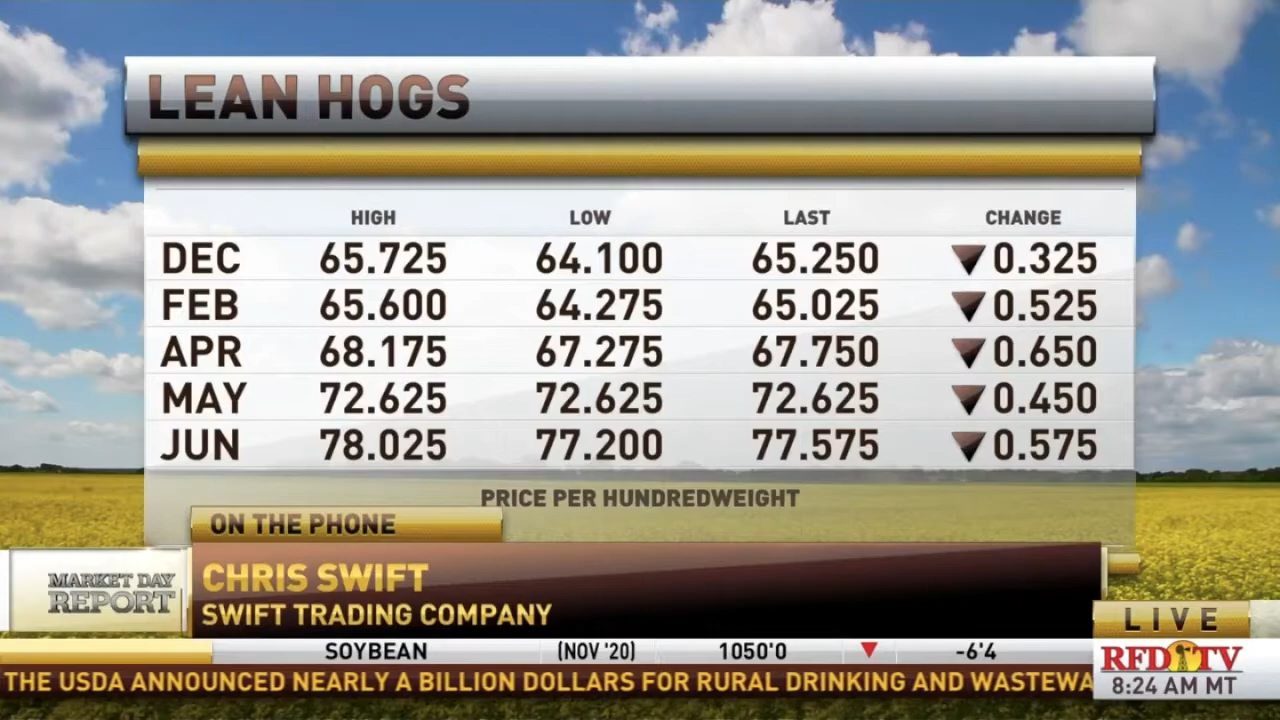 LEAN HOGS
HIGH LOW LAST CHANGE
DEC 65.725 64.100 65.250 ▼0.325
FEB 65.600 64.275 65.025 ▼0.525
APR 68.175 67.275 67.750 ▼0.650
MAY 72.625 72.625 72.625 ▼0.450
JUN 78.025 77.200 77.575 ▼0.575
PRICE PER HUNDREDWEIGHT
ON THE PHONE
MARKET DAY
REPORT
CHRIS SWIFT
SWIFT TRADING COMPANY
LIVE
SOYBEAN (NOV '20) 1050'0 ▼ -6'4
RFD TV
THE USDA ANNOUNCED NEARLY A BILLION DOLLARS FOR RURAL DRINKING AND WASTEWA
8:24 AM MT